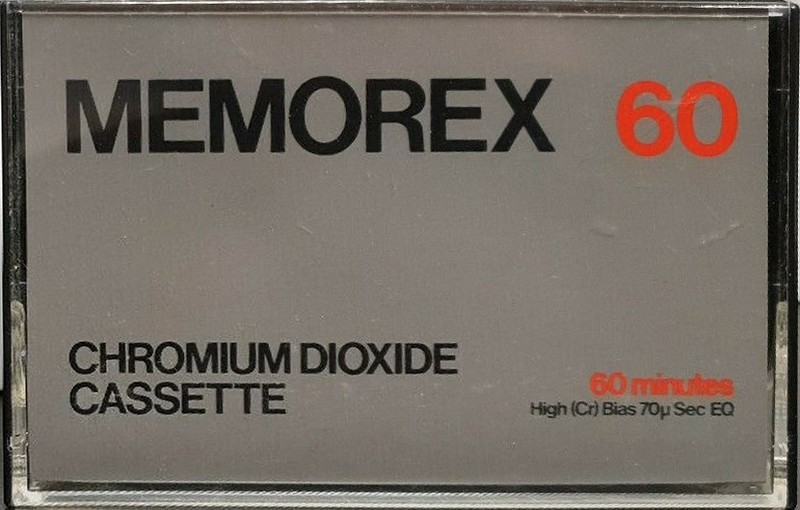 MEMOREX 60
CHROMIUM DIOXIDE
CASSETTE
60 minutes
High (Cr) Bias 70µ Sec EQ